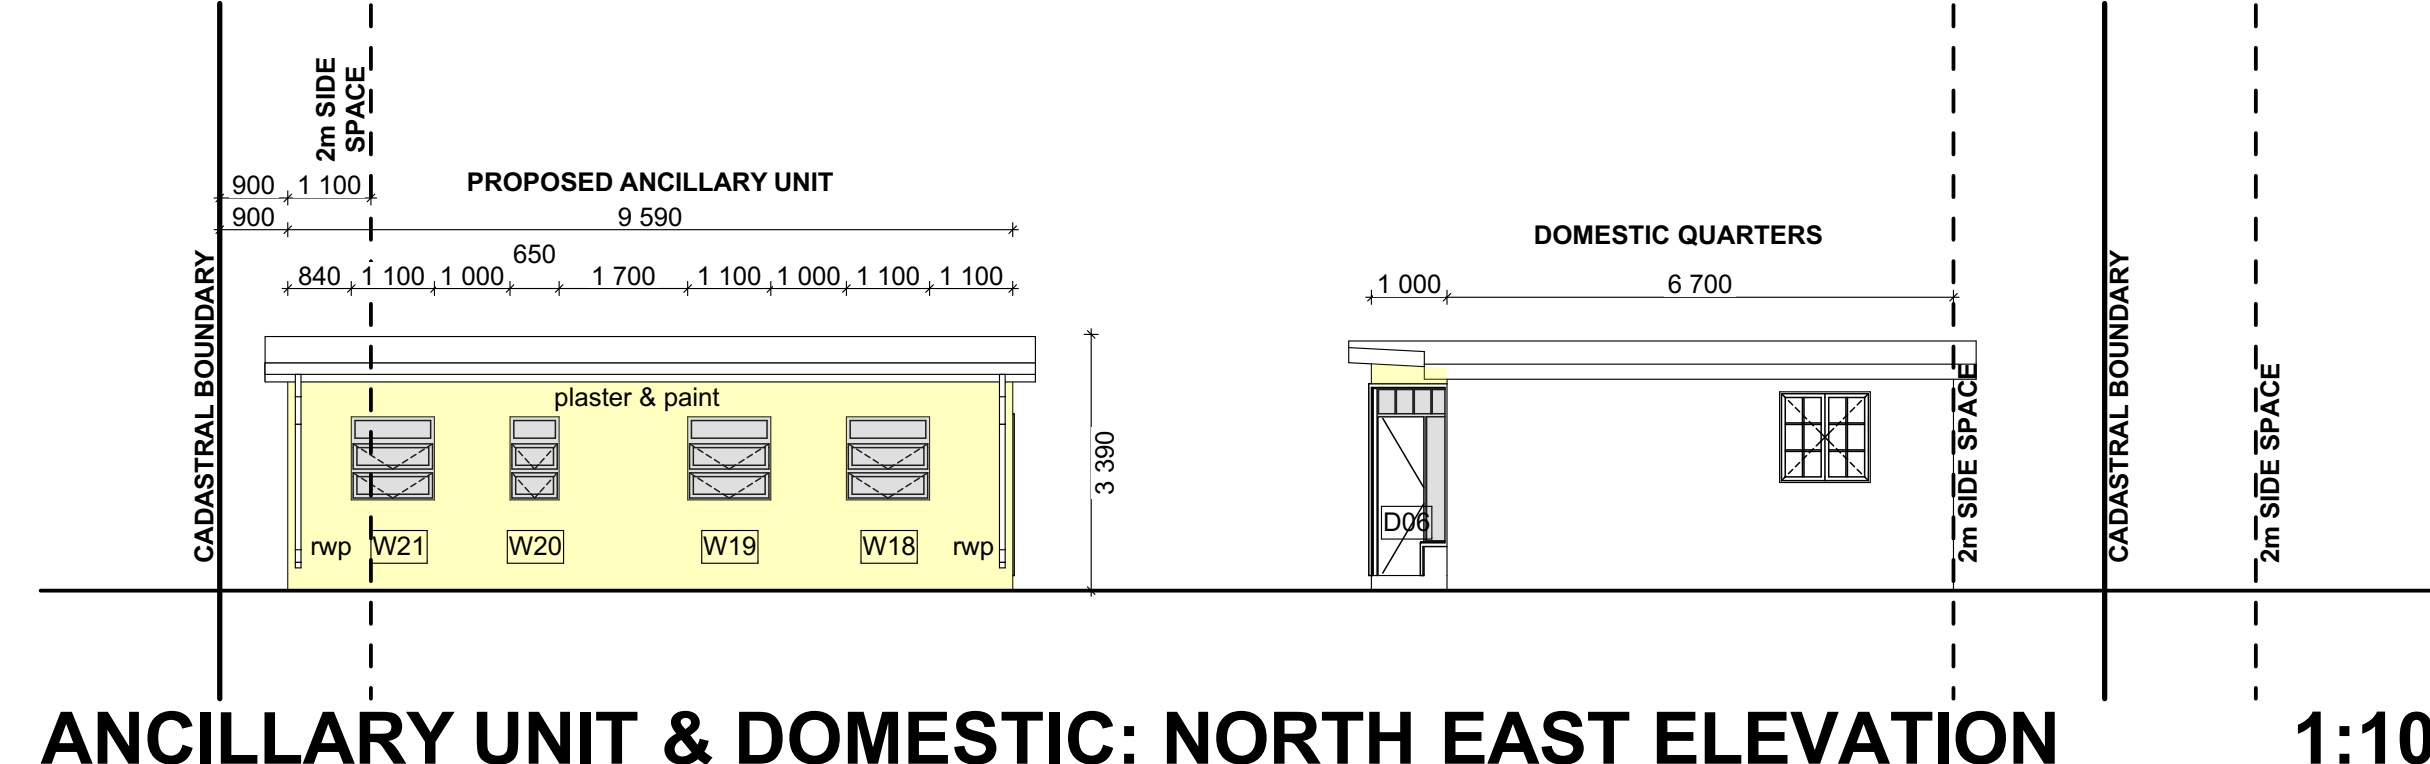 2m SIDE
SPACE
900 1 100
PROPOSED ANCILLARY UNIT
900 9 590
650
840 1 100 1 000 1 700 1 100 1 000 1 100 1 100
DOMESTIC QUARTERS
1 000 6 700
CADASTRAL BOUNDARY
plaster & paint
3 390
rwp W21 W20 W19 W18 rwp
D06
2m SIDE SPACE
CADASTRAL BOUNDARY
2m SIDE SPACE
ANCILLARY UNIT & DOMESTIC: NORTH EAST ELEVATION 1:10